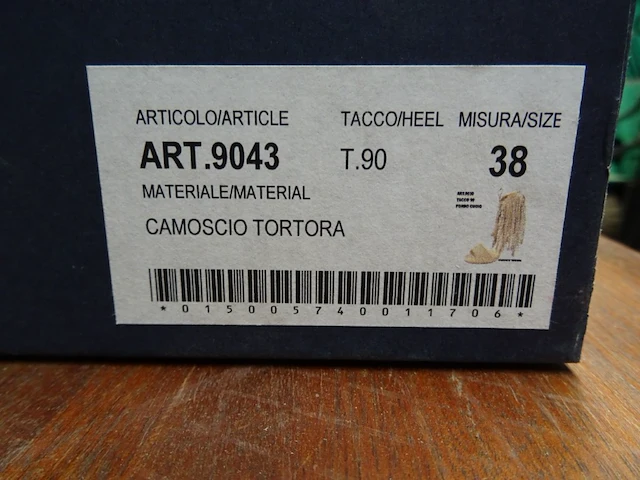 ARTICOLO/ARTICLE TACCO/HEEL MISURA/SIZE
ART.9043 T.90 38
MATERIALE/MATERIAL
CAMOSCIO TORTORA
*015005740011706*